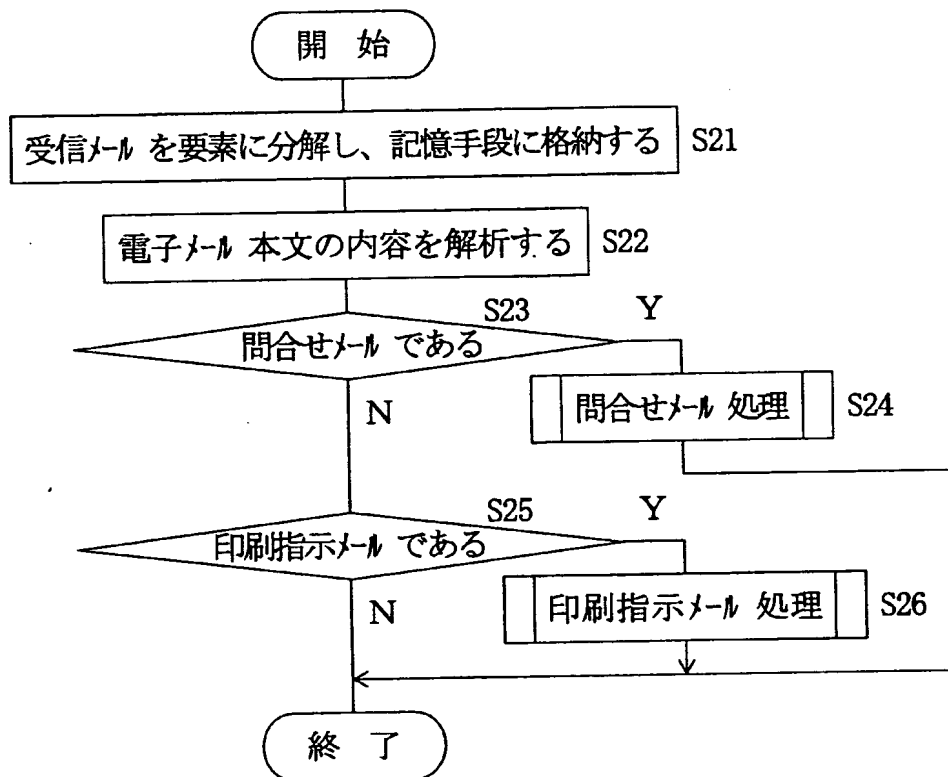 開 始
受信メール を要素に分解し、記憶手段に格納する S21
電子メール 本文の内容を解析する S22
S23 Y
問合せメール である
N
問合せメール 処理 S24
S25 Y
印刷指示メール である
N
印刷指示メール 処理 S26
終 了